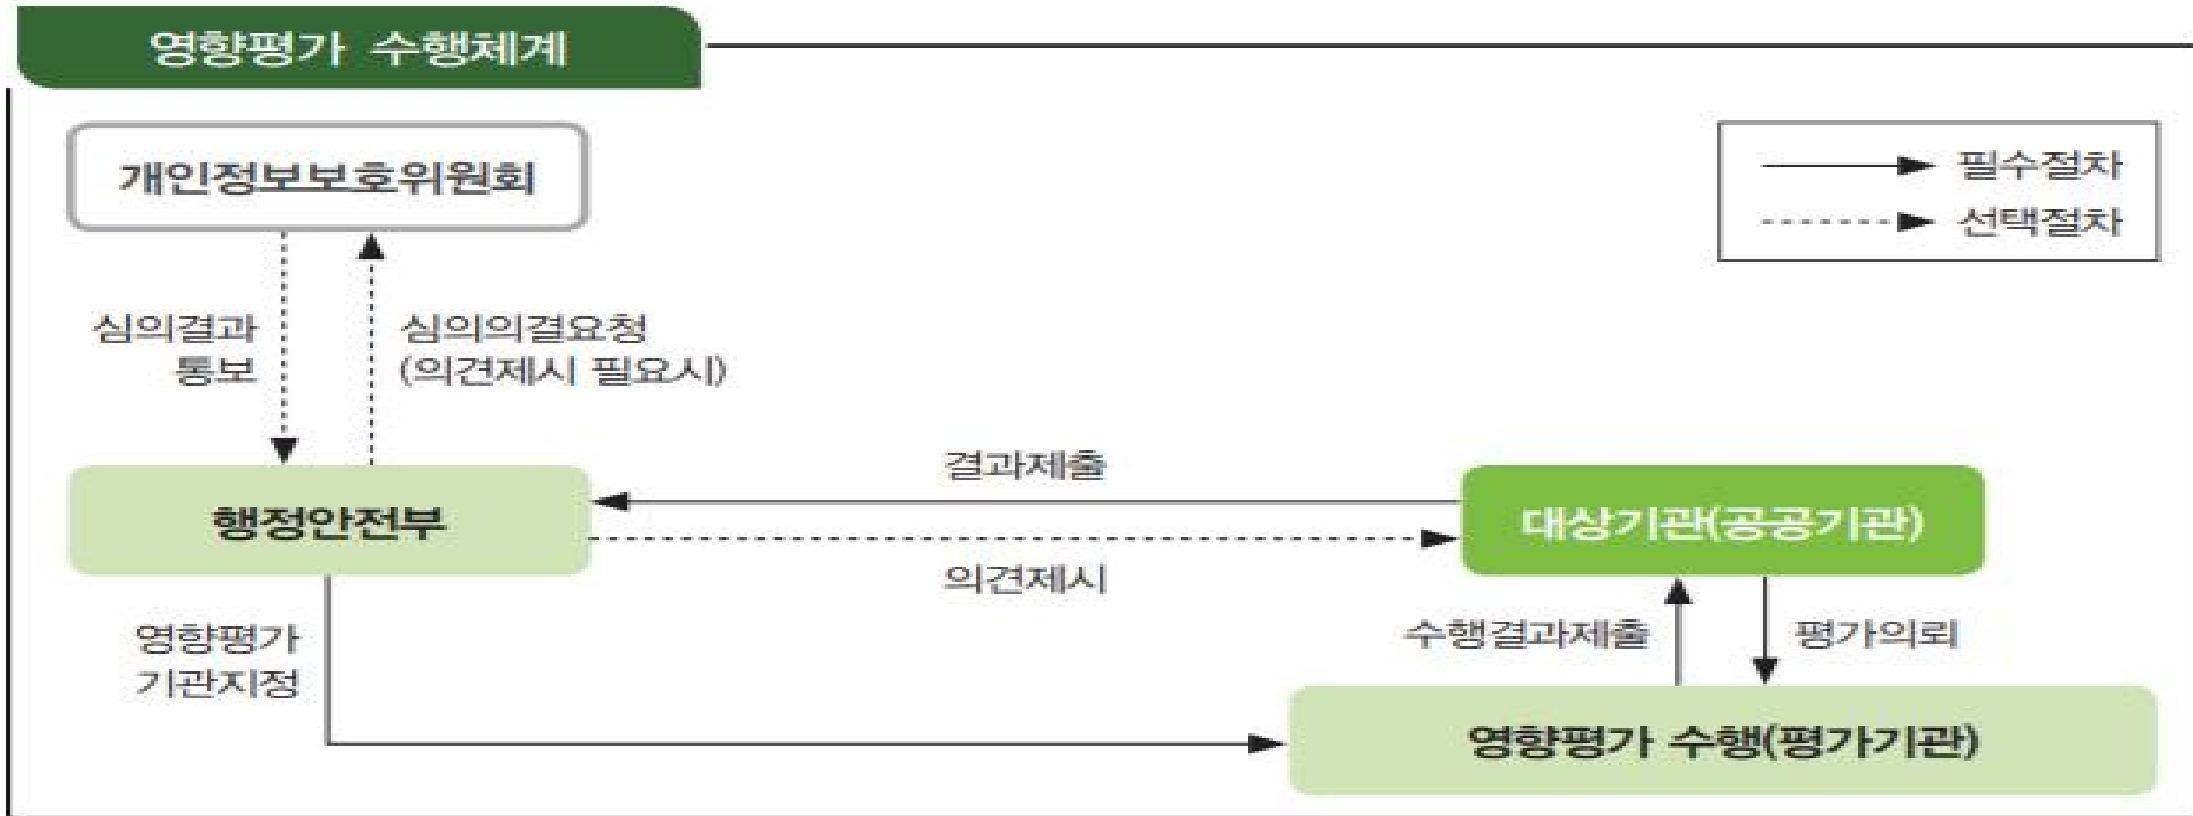 영향평가 수행체계
개인정보보호위원회
필수절차
선택절차
심의결과
통보
심의의결요청
(의견제시 필요시)
결과제출
행정안전부
대상기관(공공기관)
의견제시
영향평가
기관지정
수행결과제출
평가의뢰
영향평가 수행(평가기관)